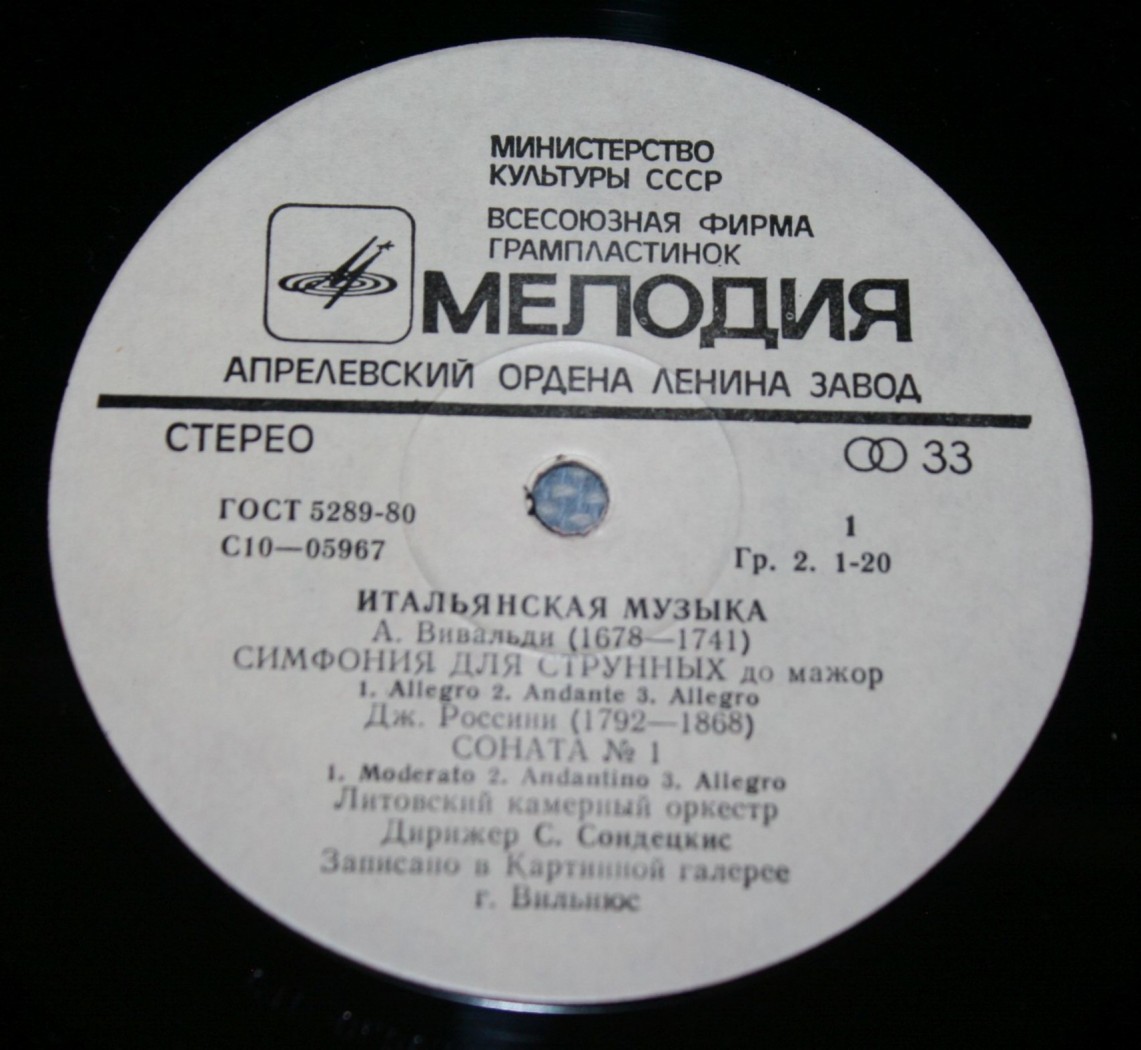 МИНИСТЕРСТВО
КУЛЬТУРЫ СССР
ВСЕСОЮЗНАЯ ФИРМА
ГРАМПЛАСТИНОК
МЕЛОДИЯ
АПРЕЛЕВСКИЙ ОРДЕНА ЛЕНИНА ЗАВОД
СТЕРЕО
33
ГОСТ 5289-80
С10—05967
1
Гр. 2. 1-20
ИТАЛЬЯНСКАЯ МУЗЫКА
А. Вивальди (1678—1741)
СИМФОНИЯ ДЛЯ СТРУННЫХ до мажор
1. Allegro 2. Andante 3. Allegro
Дж. Россини (1792—1868)
СОНАТА № 1
1. Moderato 2. Andantino 3. Allegro
Литовский камерный оркестр
Дирижер С. Сондецкис
Записано в Картинной галерее
г. Вильнюс